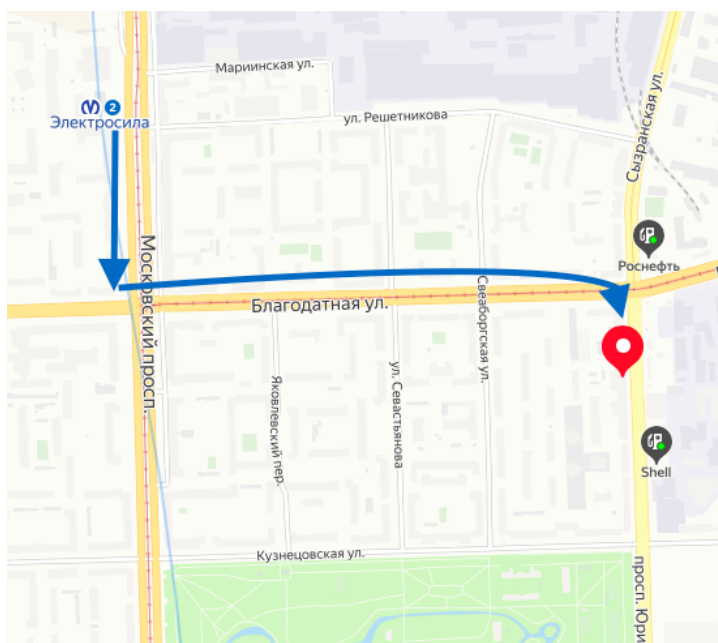 Мариинская ул.
2
Электросила
ул. Решетникова
Сызранская ул.
Роснефть
Московский просп.
Благодатная ул.
Свеаборгская ул.
Яковлевский пер.
ул. Севастьянова
Shell
Кузнецовская ул.
просп. Юри